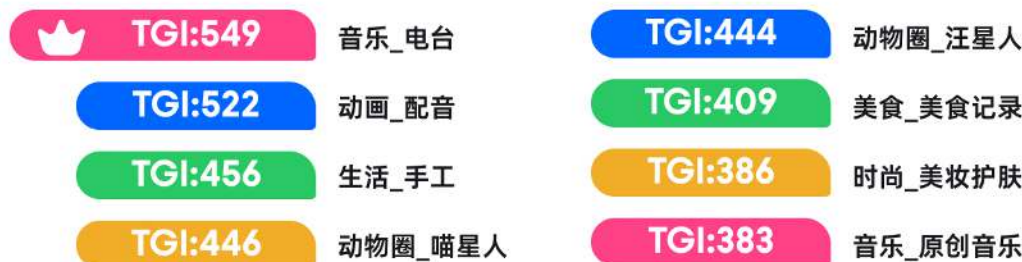 TGI:549 音乐_电台
TGI:522 动画_配音
TGI:456 生活_手工
TGI:446 动物圈_喵星人
TGI:444 动物圈_汪星人
TGI:409 美食_美食记录
TGI:386 时尚_美妆护肤
TGI:383 音乐_原创音乐